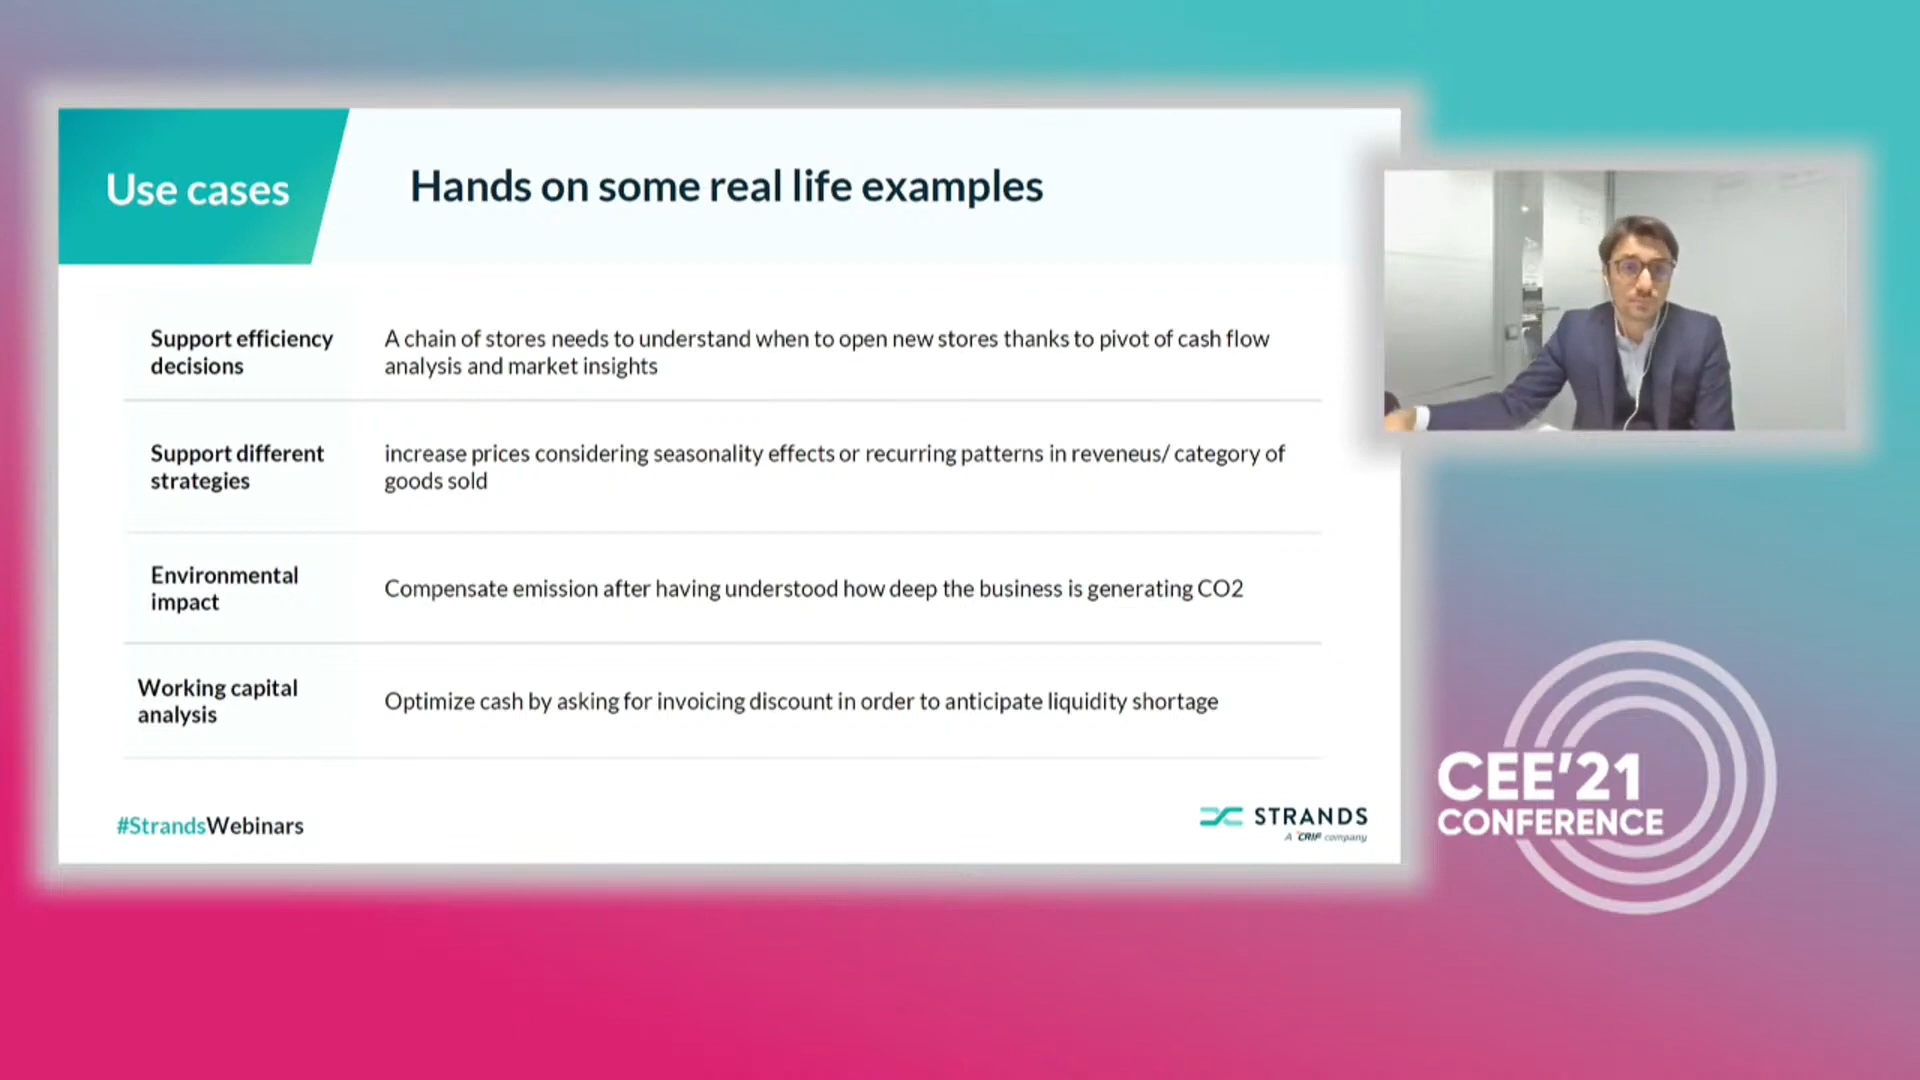 Use cases
Hands on some real life examples
Support efficiency
decisions
A chain of stores needs to understand when to open new stores thanks to pivot of cash flow
analysis and market insights
Support different
strategies
increase prices considering seasonality effects or recurring patterns in reveneus/ category of
goods sold
Environmental
impact
Compensate emission after having understood how deep the business is generating CO2
Working capital
analysis
Optimize cash by asking for invoicing discount in order to anticipate liquidity shortage
#StrandsWebinars
STRANDS
A CRIF company
CEE'21
CONFERENCE